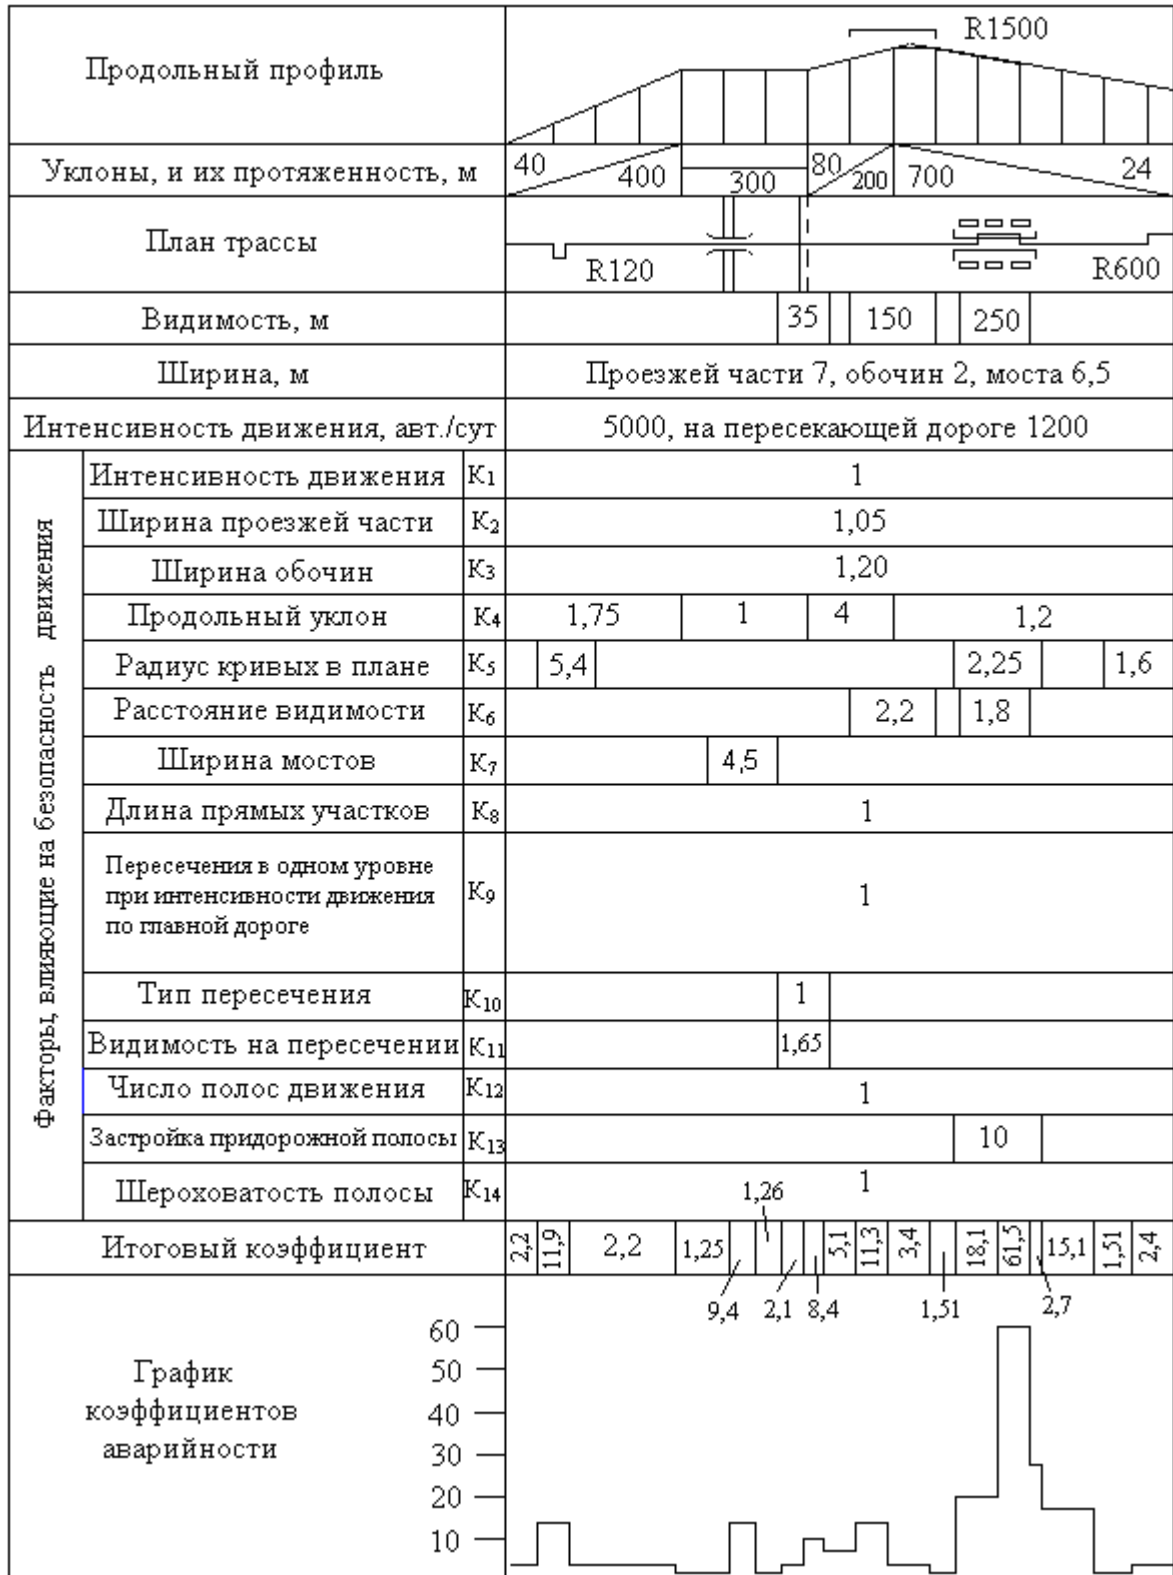 Продольный профиль
R1500
Уклоны, и их протяженность, м
40 400 300 80 200 700 24
План трассы
R120 R600
Видимость, м
35 150 250
Ширина, м
Проезжей части 7, обочин 2, моста 6,5
Интенсивность движения, авт./сут
5000, на пересекающей дороге 1200
Факторы, влияющие на безопасность движения
Интенсивность движения K1 1
Ширина проезжей части K2 1,05
Ширина обочин K3 1,20
Продольный уклон K4 1,75 1 4 1,2
Радиус кривых в плане K5 5,4 2,25 1,6
Расстояние видимости K6 2,2 1,8
Ширина мостов K7 4,5
Длина прямых участков K8 1
Пересечения в одном уровне
при интенсивности движения
по главной дороге
K9 1
Тип пересечения K10 1
Видимость на пересечении K11 1,65
Число полос движения K12 1
Застройка придорожной полосы K13 10
Шероховатость полосы K14 1
1,26
Итоговый коэффициент
2,2 11,9 2,2 1,25 5,1 11,3 3,4 18,1 61,5 15,1 1,51 2,4
9,4 2,1 8,4 1,51 2,7
График
коэффициентов
аварийности
60
50
40
30
20
10